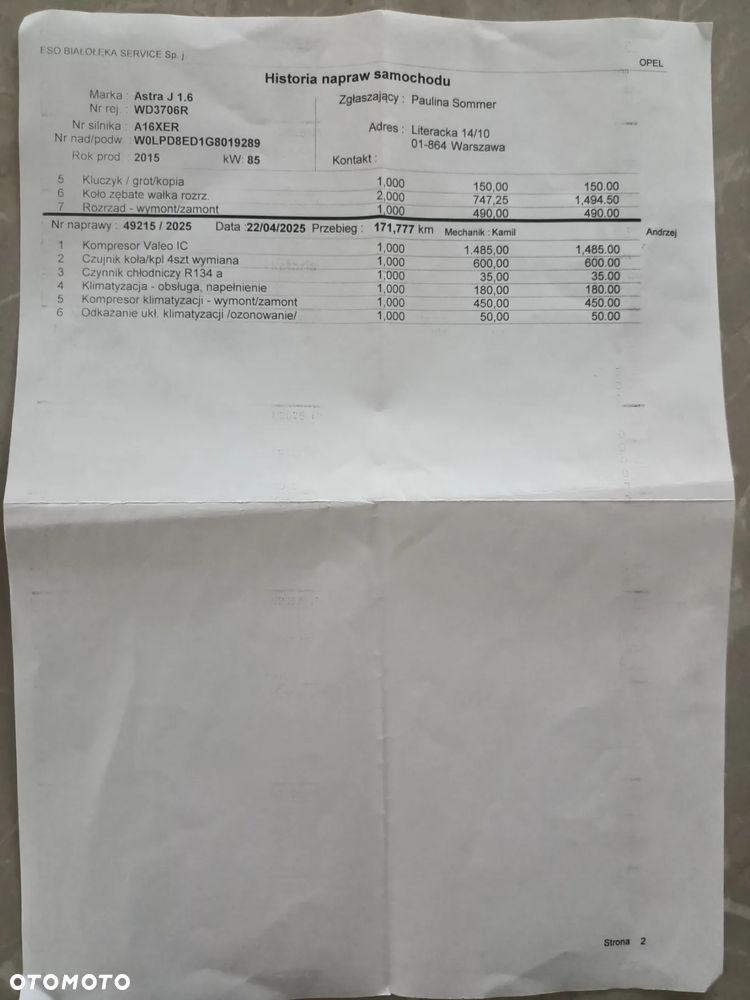 ESO BIAŁOŁĘKA SERVICE Sp. j.
OPEL
Historia napraw samochodu
Marka : Astra J 1.6
Nr rej. : WD3706R
Nr silnika : A16XER
Nr nad/podw. : W0LPD8ED1G8019289
Rok prod : 2015 kW: 85
Zgłaszający : Paulina Sommer
Adres : Literacka 14/10
01-864 Warszawa
Kontakt :
5 Kluczyk / grot/kopia 1,000 150,00 150.00
6 Koło zębate wałka rozrz. 2,000 747,25 1,494.50
7 Rozrząd - wymont/zamont 1,000 490,00 490.00
Nr naprawy : 49215 / 2025 Data : 22/04/2025 Przebieg : 171,777 km Mechanik : Kamil Andrzej
1 Kompresor Valeo IC 1,000 1.485,00 1,485.00
2 Czujnik koła/kpl 4szt wymiana 1,000 600,00 600.00
3 Czynnik chłodniczy R134 a 1,000 35,00 35.00
4 Klimatyzacja - obsługa, napełnienie 1,000 180,00 180.00
5 Kompresor klimatyzacji - wymont/zamont 1,000 450,00 450.00
6 Odkażanie ukł. klimatyzacji /ozonowanie/ 1,000 50,00 50.00
Strona 2
OTOMOTO